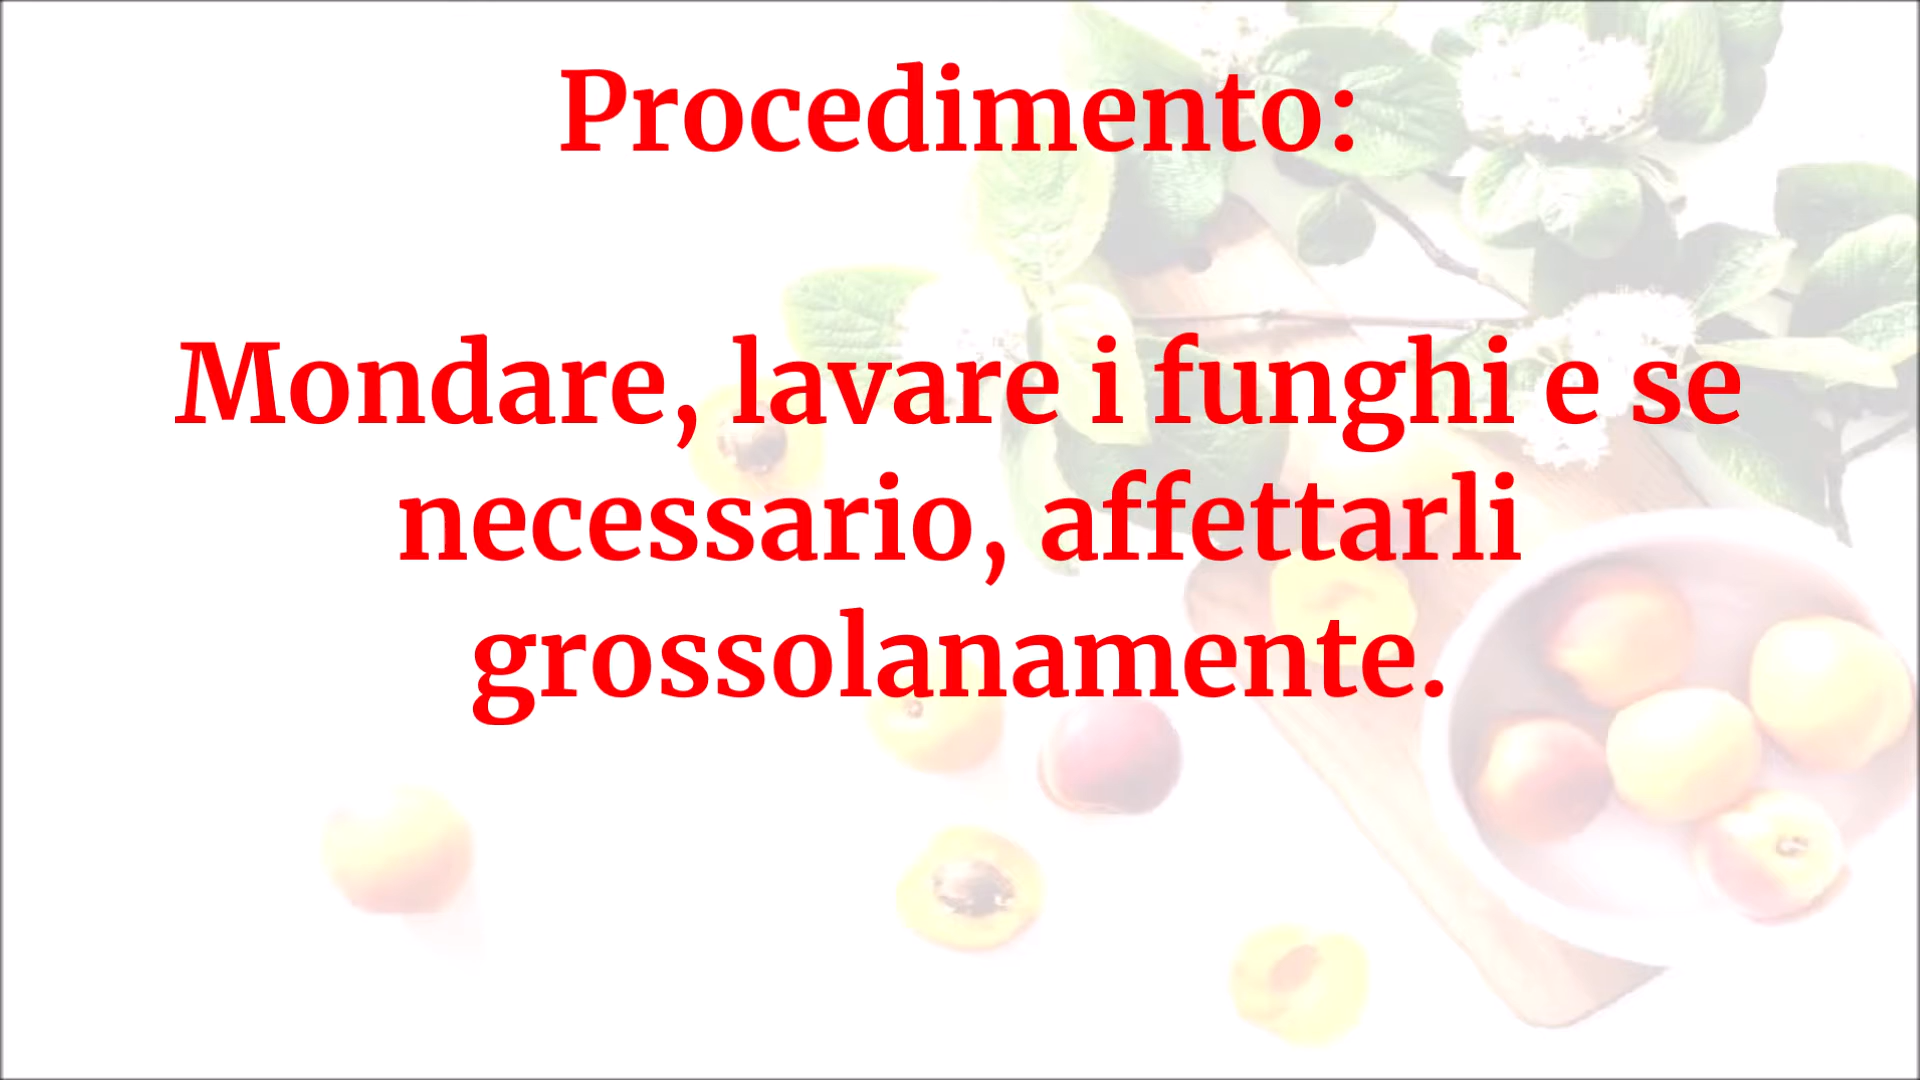 Procedimento:
Mondare, lavare i funghi e se
necessario, affettarli
grossolanamente.